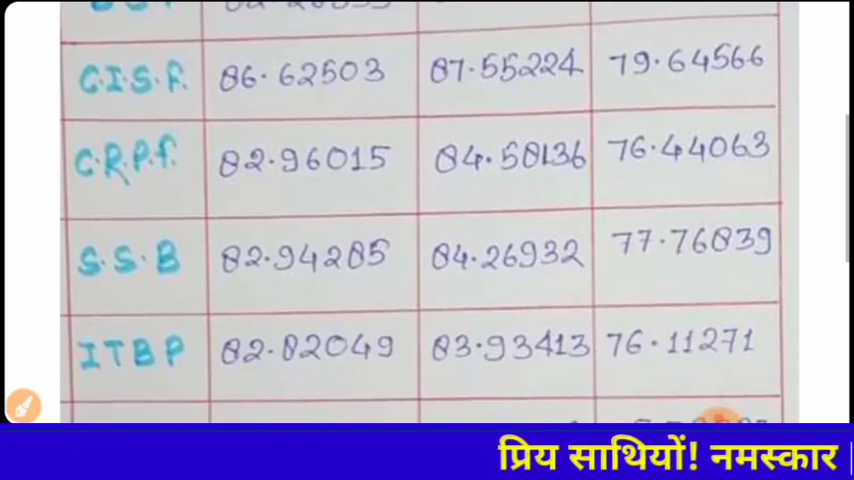 C.I.S.F. 86.62503 87.55224 79.64566
C.R.P.f. 82.96015 84.58136 76.44063
S.S.B 82.94285 84.26932 77.76839
ITBP 82.82049 83.93413 76.11271
प्रिय साथियों! नमस्कार